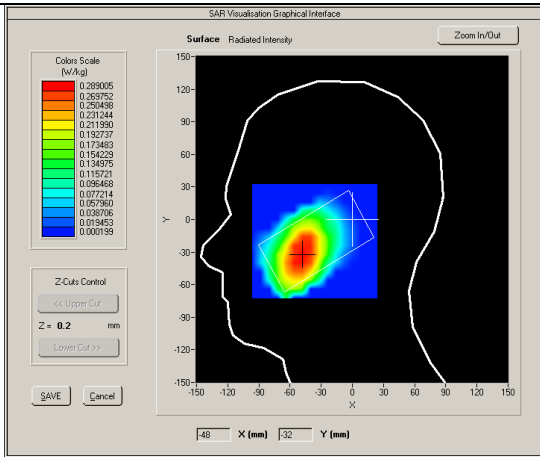 SAR Visualisation Graphical Interface
Surface Radiated Intensity
Zoom In/Out
Colors Scale
(W/kg)
0.289005
0.269752
0.250498
0.231244
0.211990
0.192737
0.173483
0.154229
0.134975
0.115721
0.096468
0.077214
0.057960
0.038706
0.019453
0.000199
Z-Cuts Control
<< Upper Cut
Z = 0.2 mm
Lower Cut >>
SAVE
Cancel
150-
120-
90-
60-
30-
0-
-30-
-60-
-90-
-120-
-150-
Y
-150 -120 -90 -60 -30 0 30 60 90 120 150
X
-48 X (mm) -32 Y (mm)